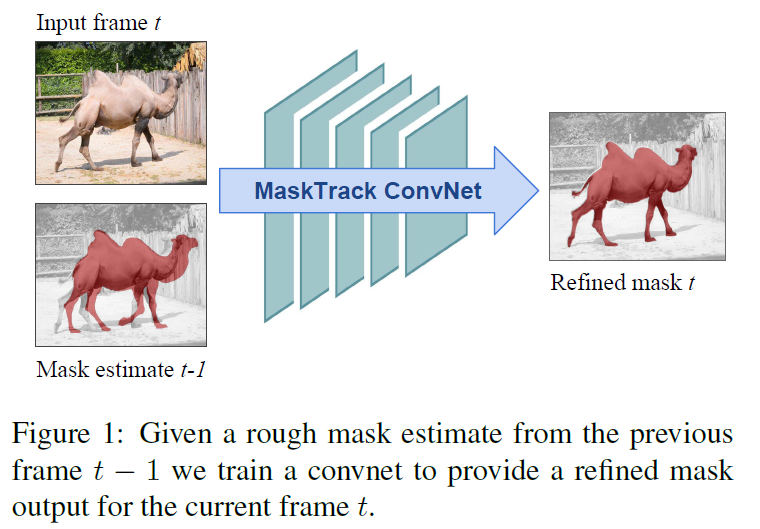 Input frame t
MaskTrack ConvNet
Refined mask t
Mask estimate t-1
Figure 1: Given a rough mask estimate from the previous
frame t − 1 we train a convnet to provide a refined mask
output for the current frame t.